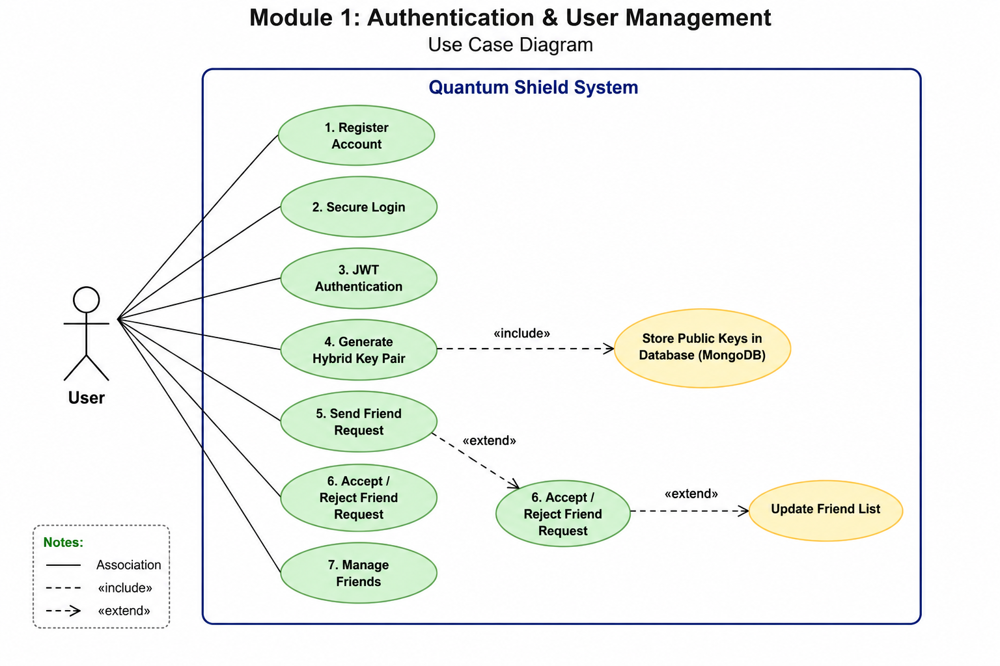 Module 1: Authentication & User Management
Use Case Diagram
Quantum Shield System
1. Register
Account
2. Secure Login
3. JWT
Authentication
4. Generate
Hybrid Key Pair
«include»
Store Public Keys in
Database (MongoDB)
User
5. Send Friend
Request
«extend»
6. Accept /
Reject Friend
Request
6. Accept /
Reject Friend
Request
«extend»
Update Friend List
7. Manage
Friends
Notes:
Association
«include»
«extend»